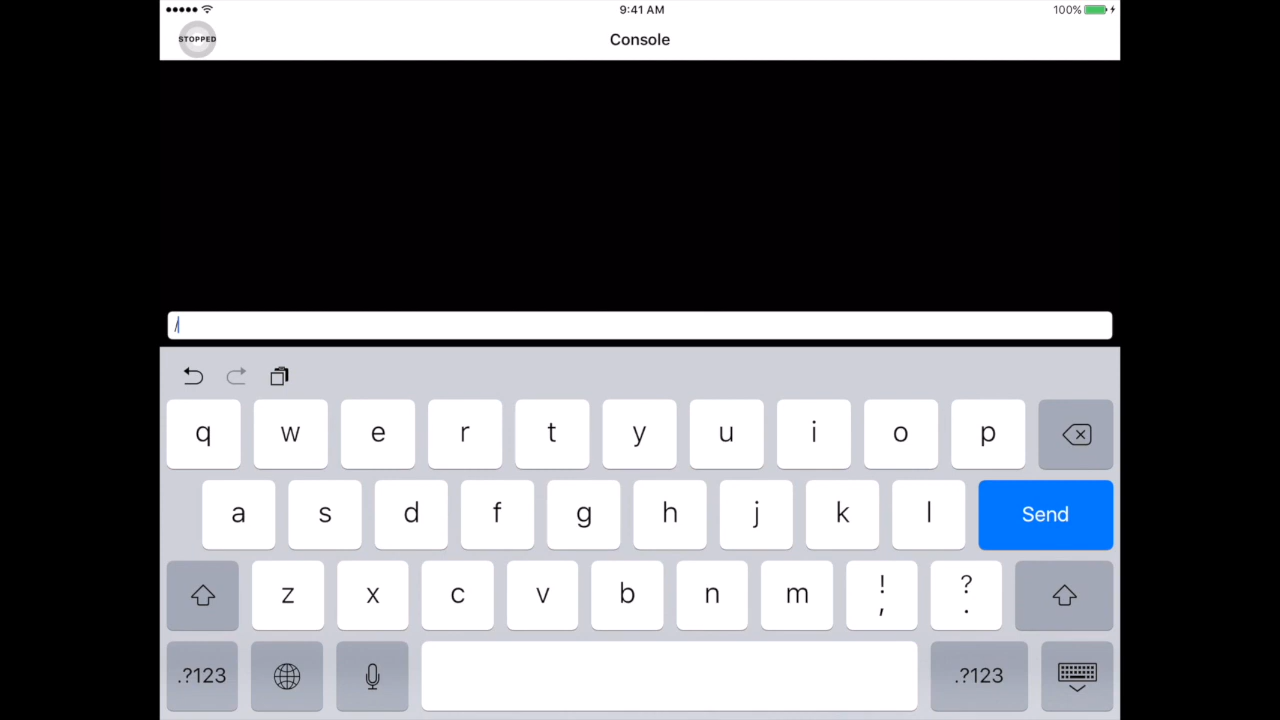 9:41 AM 100%
STOPPED Console
/
q w e r t y u i o p
a s d f g h j k l Send
z x c v b n m ! , ? .
.?123 .?123